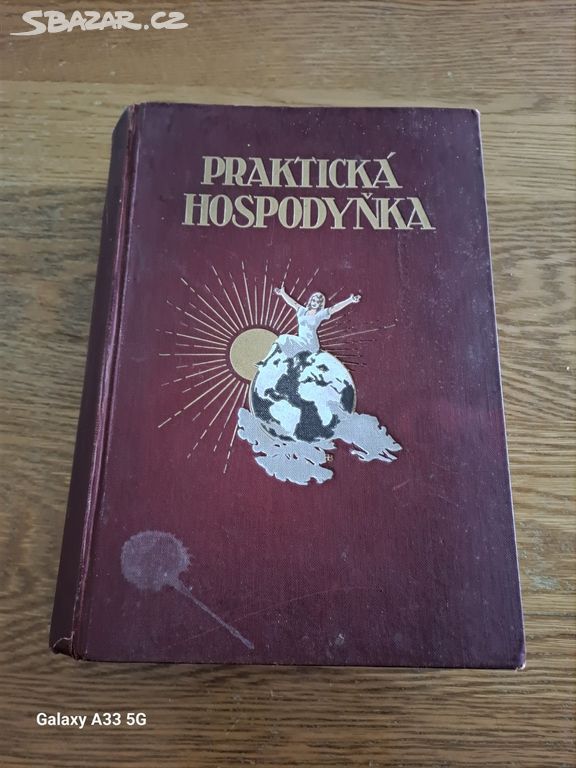 SBAZAR.CZ
PRAKTICKÁ
HOSPODYŇKA
Galaxy A33 5G